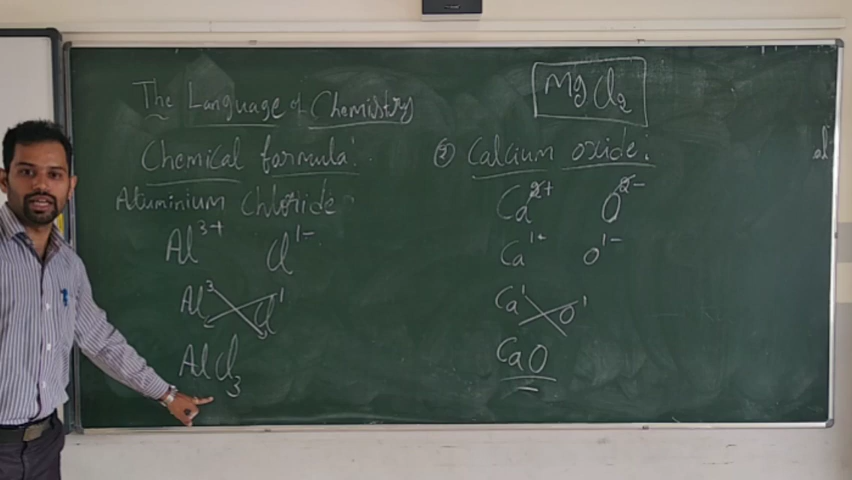 The Language of Chemistry
Chemical formula:
Aluminium Chloride
Al³⁺ Cl¹⁻
Al³ Cl¹
AlCl₃
MgCl₂
② Calcium oxide:
Ca²⁺ O²⁻
Ca¹⁺ O¹⁻
Ca¹ O¹
CaO